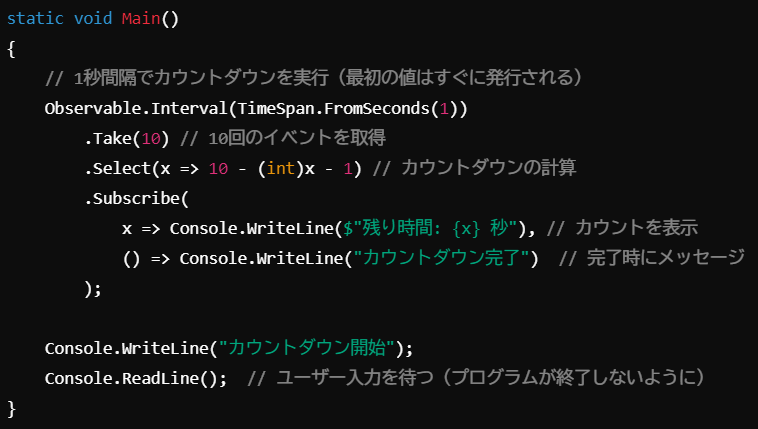 static void Main()
{
    // 1秒間隔でカウントダウンを実行（最初の値はすぐに発行される）
    Observable.Interval(TimeSpan.FromSeconds(1))
        .Take(10) // 10回のイベントを取得
        .Select(x => 10 - (int)x - 1) // カウントダウンの計算
        .Subscribe(
            x => Console.WriteLine($"残り時間: {x} 秒"), // カウントを表示
            () => Console.WriteLine("カウントダウン完了")  // 完了時にメッセージ
        );

    Console.WriteLine("カウントダウン開始");
    Console.ReadLine();  // ユーザー入力を待つ（プログラムが終了しないように）
}